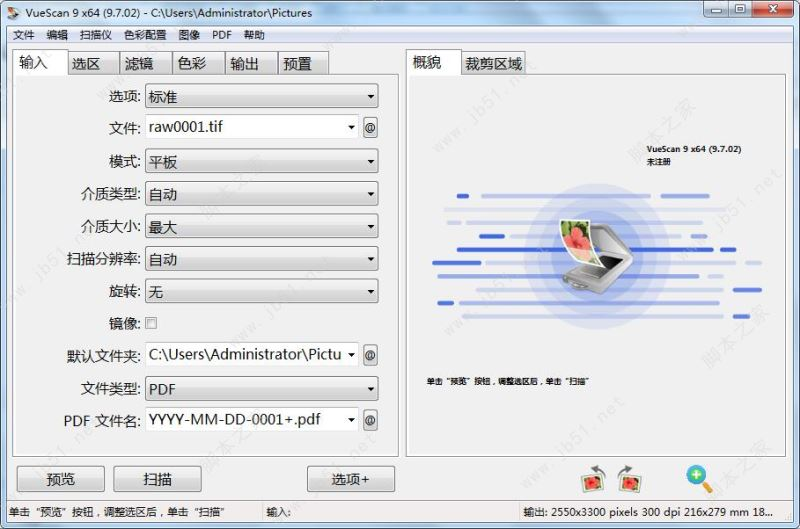 VueScan 9 x64 (9.7.02) - C:\Users\Administrator\Pictures
文件 编辑 扫描仪 色彩配置 图像 PDF 帮助
输入 选区 滤镜 色彩 输出 预置
概貌 裁剪区域
选项: 标准
文件: raw0001.tif @
模式: 平板
介质类型: 自动
介质大小: 最大
扫描分辨率: 自动
旋转: 无
镜像:
默认文件夹: C:\Users\Administrator\Pictu @
文件类型: PDF
PDF 文件名: YYYY-MM-DD-0001+.pdf @
VueScan 9 x64 (9.7.02)
未注册
单击“预览”按钮，调整选区后，单击“扫描”
预览 扫描 选项+
单击“预览”按钮，调整选区后，单击“扫描” 输入: 输出: 2550x3300 pixels 300 dpi 216x279 mm 18...
www.jb51.net
脚本之家